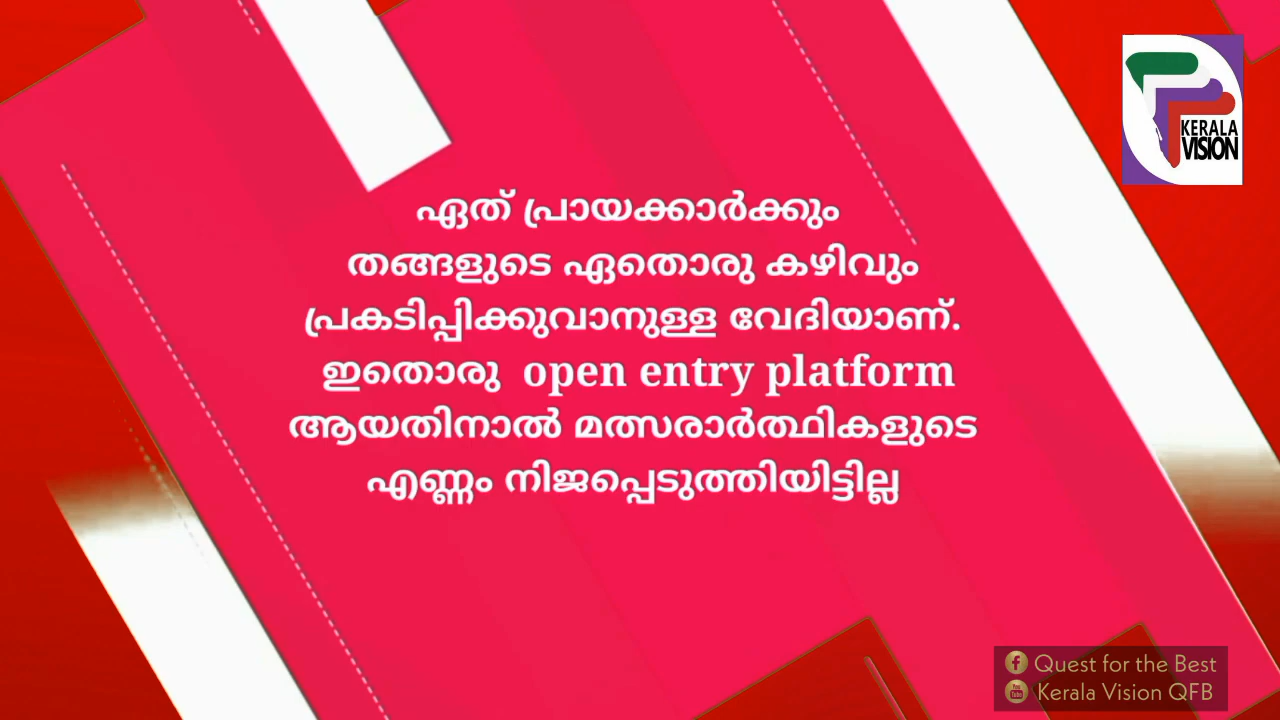 KERALA
VISION
ഏത് പ്രായക്കാർക്കും
തങ്ങളുടെ ഏതൊരു കഴിവും
പ്രകടിപ്പിക്കുവാനുള്ള വേദിയാണ്.
ഇതൊരു open entry platform
ആയതിനാൽ മത്സരാർത്ഥികളുടെ
എണ്ണം നിജപ്പെടുത്തിയിട്ടില്ല
Quest for the Best
Kerala Vision QFB